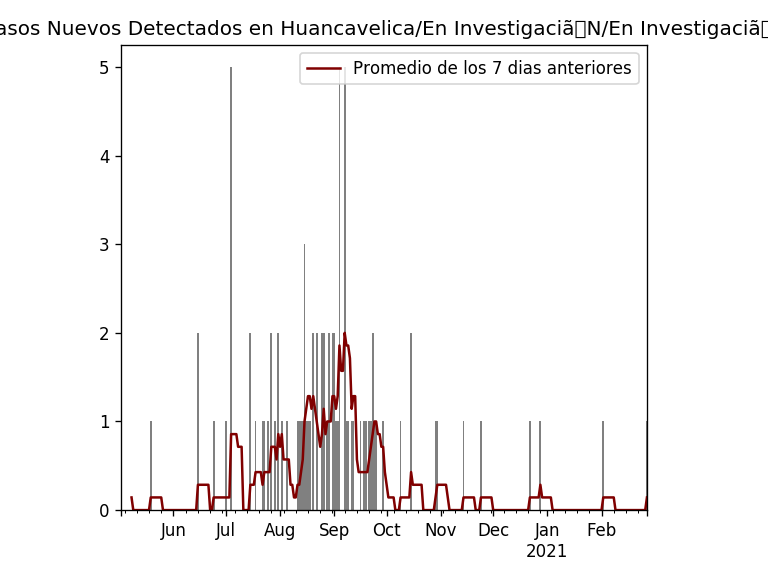 asos Nuevos Detectados en Huancavelica/En Investigaciã▯N/En Investigaciã▯
Promedio de los 7 dias anteriores
5
4
3
2
1
0
Jun Jul Aug Sep Oct Nov Dec Jan Feb
2021